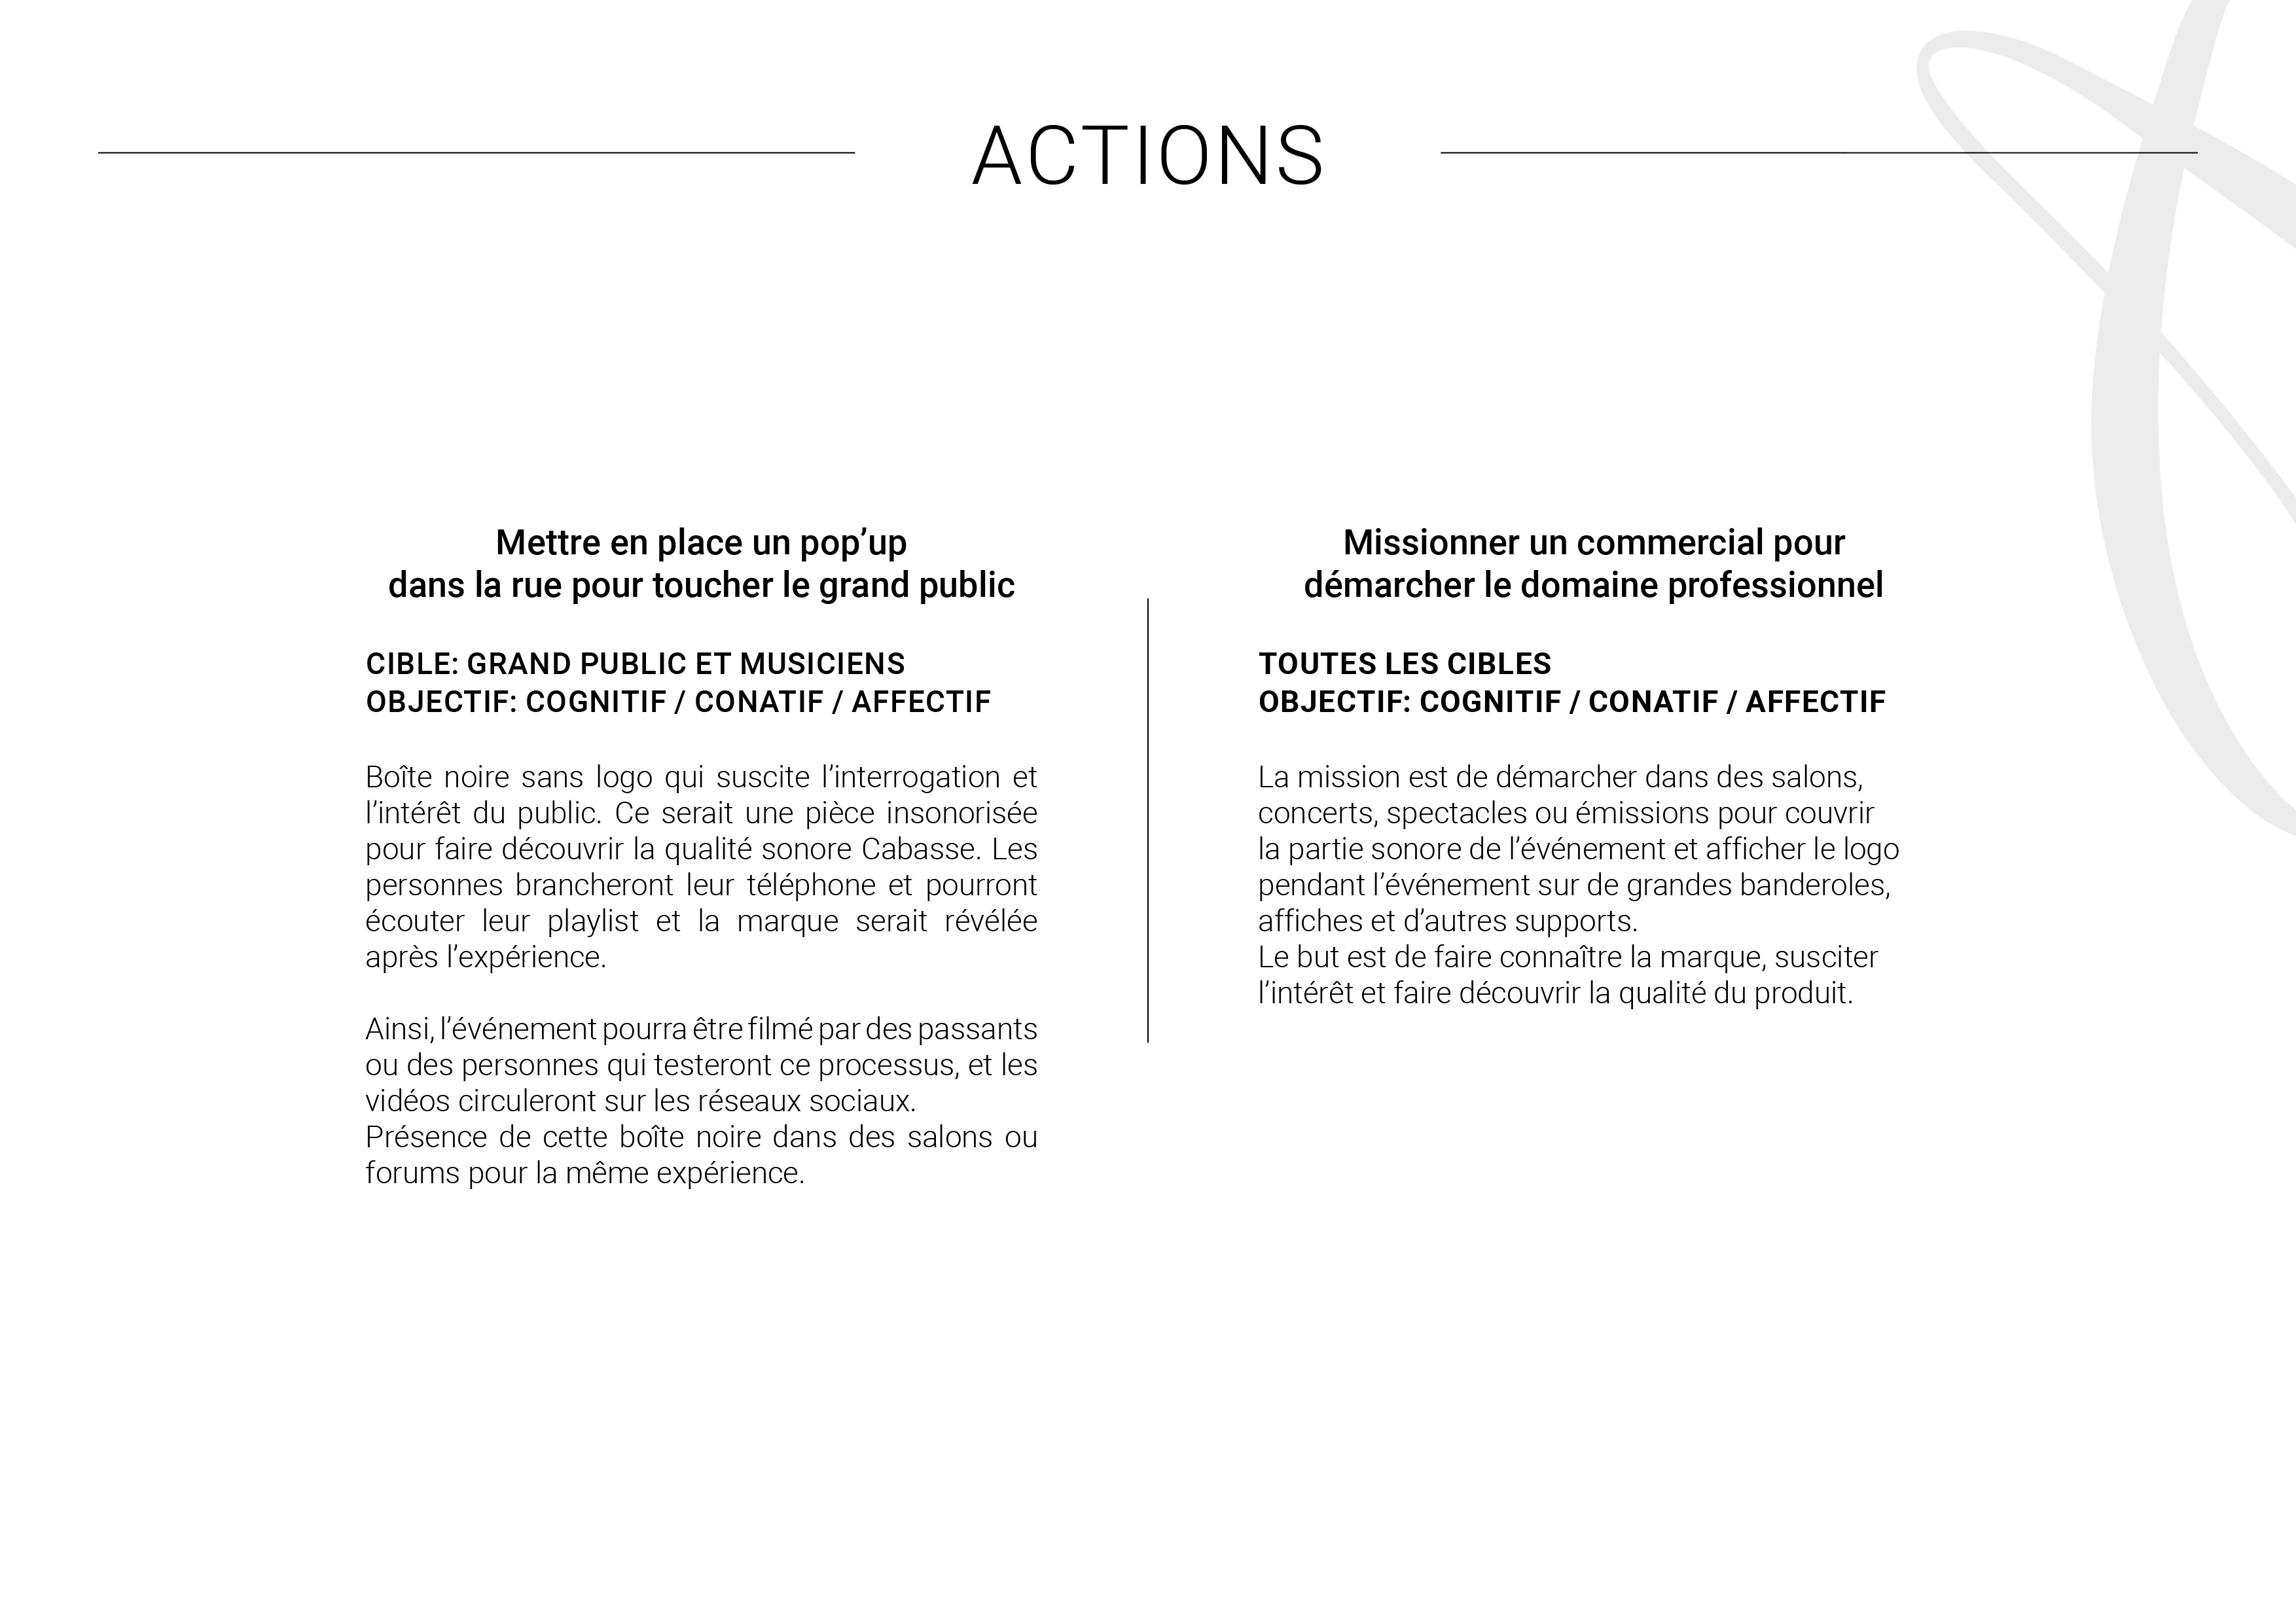 ACTIONS
Mettre en place un pop’up
dans la rue pour toucher le grand public
CIBLE: GRAND PUBLIC ET MUSICIENS
OBJECTIF: COGNITIF / CONATIF / AFFECTIF
Boîte noire sans logo qui suscite l’interrogation et
l’intérêt du public. Ce serait une pièce insonorisée
pour faire découvrir la qualité sonore Cabasse. Les
personnes brancheront leur téléphone et pourront
écouter leur playlist et la marque serait révélée
après l’expérience.
Ainsi, l’événement pourra être filmé par des passants
ou des personnes qui testeront ce processus, et les
vidéos circuleront sur les réseaux sociaux.
Présence de cette boîte noire dans des salons ou
forums pour la même expérience.
Missionner un commercial pour
démarcher le domaine professionnel
TOUTES LES CIBLES
OBJECTIF: COGNITIF / CONATIF / AFFECTIF
La mission est de démarcher dans des salons,
concerts, spectacles ou émissions pour couvrir
la partie sonore de l’événement et afficher le logo
pendant l’événement sur de grandes banderoles,
affiches et d’autres supports.
Le but est de faire connaître la marque, susciter
l’intérêt et faire découvrir la qualité du produit.